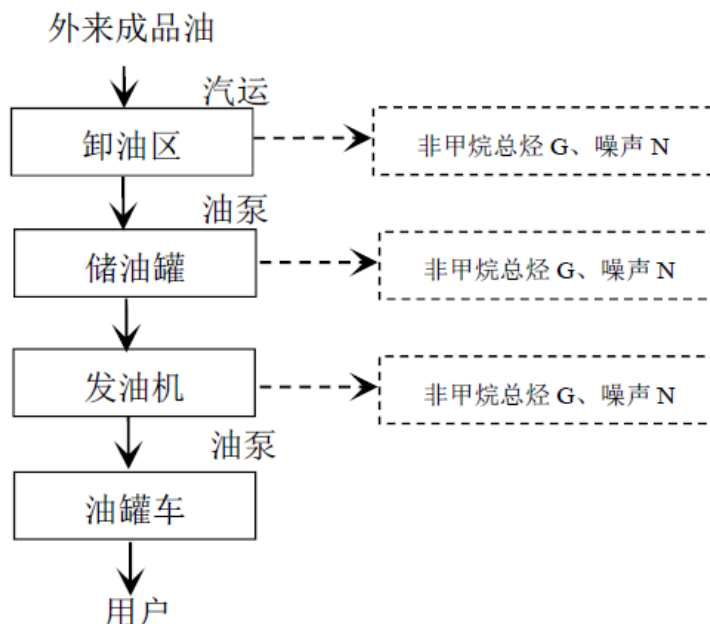 外来成品油
汽运
卸油区
非甲烷总烃 G、噪声 N
油泵
储油罐
非甲烷总烃 G、噪声 N
发油机
非甲烷总烃 G、噪声 N
油泵
油罐车
用户